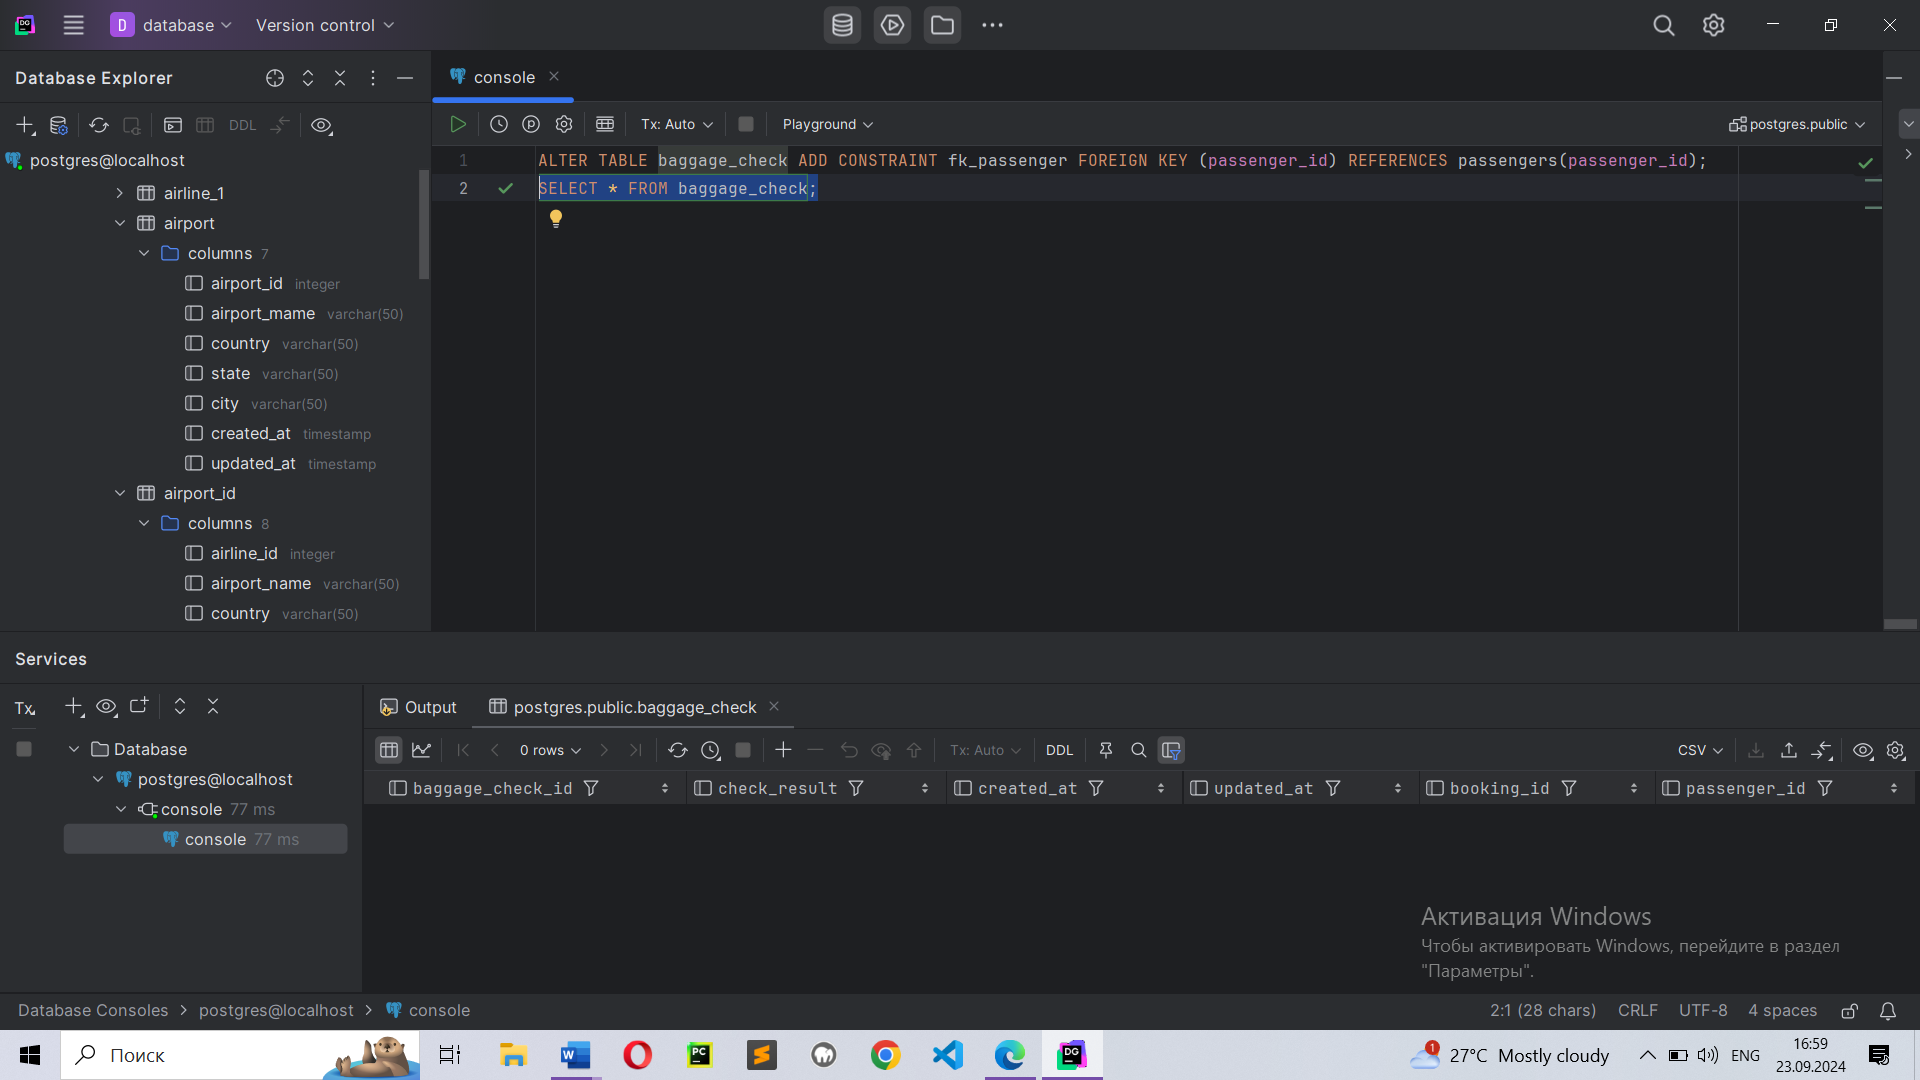 D database Version control
Database Explorer
console
DDL
Tx: Auto
Playground
postgres.public
postgres@localhost
airline_1
airport
columns 7
airport_id integer
airport_mame varchar(50)
country varchar(50)
state varchar(50)
city varchar(50)
created_at timestamp
updated_at timestamp
airport_id
columns 8
airline_id integer
airport_name varchar(50)
country varchar(50)
1 ALTER TABLE baggage_check ADD CONSTRAINT fk_passenger FOREIGN KEY (passenger_id) REFERENCES passengers(passenger_id);
2 SELECT * FROM baggage_check;
Services
Tx
Database
postgres@localhost
console 77 ms
console 77 ms
Output postgres.public.baggage_check
0 rows Tx: Auto DDL CSV
baggage_check_id check_result created_at updated_at booking_id passenger_id
Активация Windows
Чтобы активировать Windows, перейдите в раздел
"Параметры".
Database Consoles > postgres@localhost > console
2:1 (28 chars) CRLF UTF-8 4 spaces
Поиск
27°C Mostly cloudy
ENG
16:59
23.09.2024